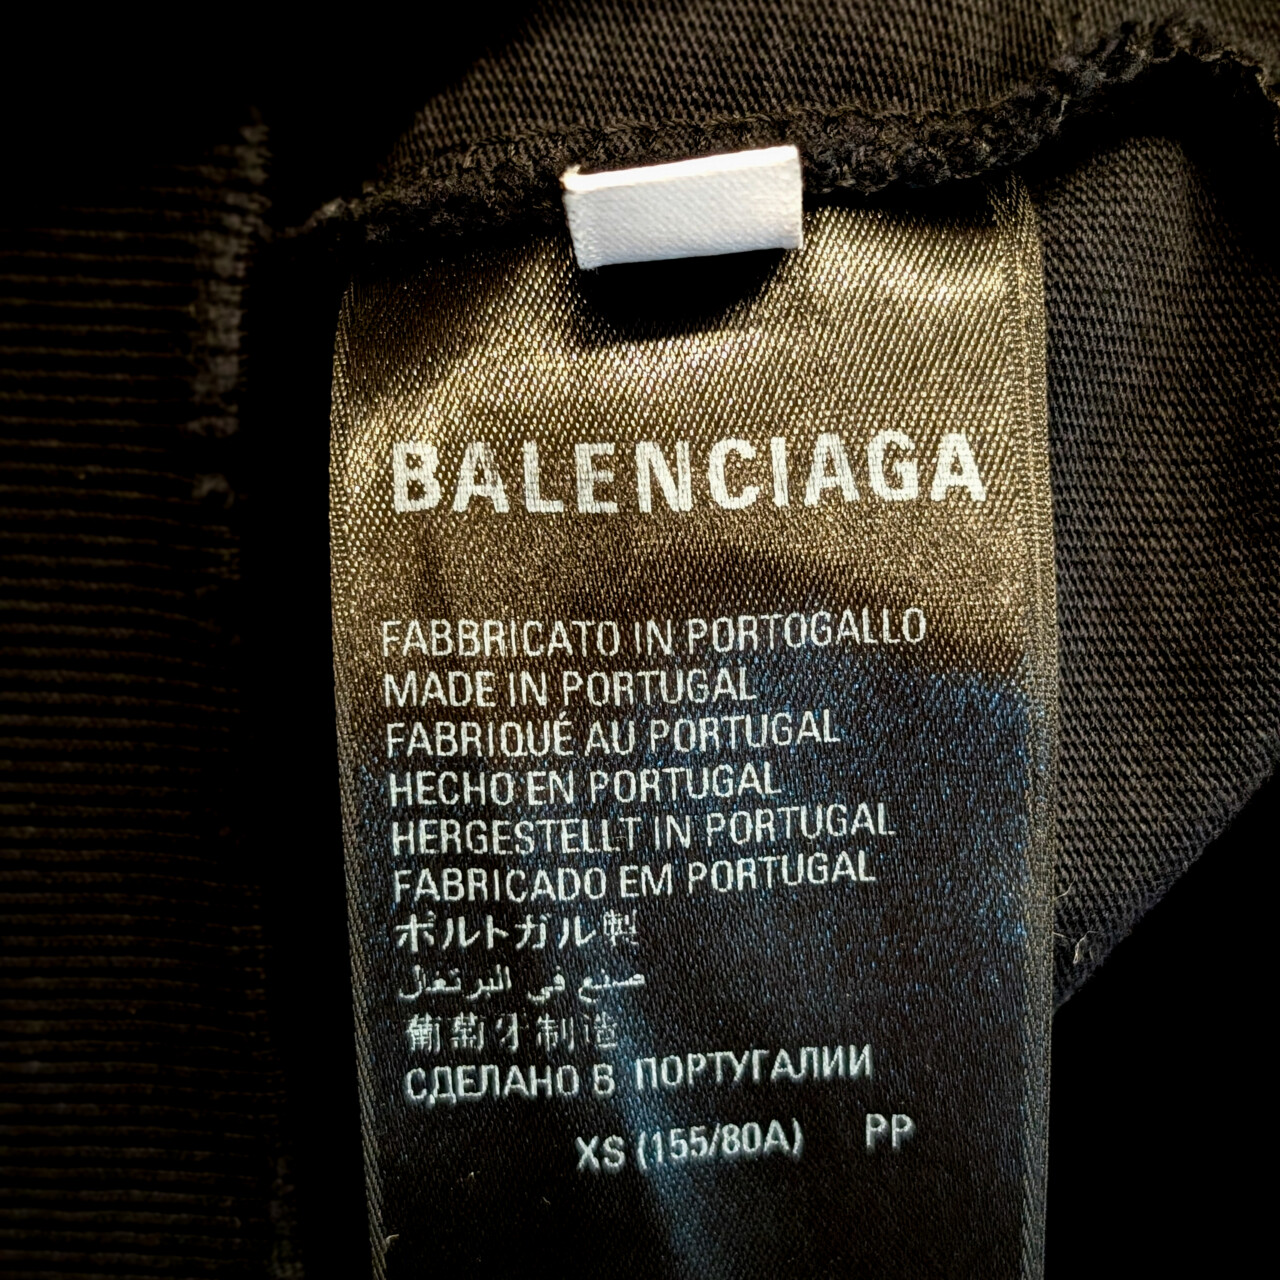 BALENCIAGA
FABBRICATO IN PORTOGALLO
MADE IN PORTUGAL
FABRIQUÉ AU PORTUGAL
HECHO EN PORTUGAL
HERGESTELLT IN PORTUGAL
FABRICADO EM PORTUGAL
ポルトガル製
صنع في البرتغال
葡萄牙制造
СДЕЛАНО В ПОРТУГАЛИИ
XS (155/80A) PP